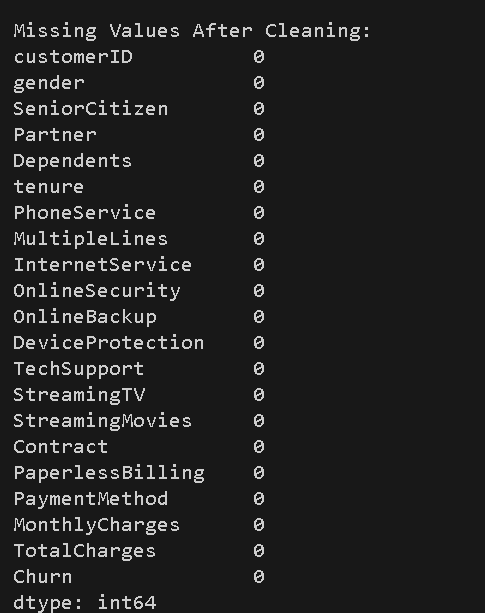 Missing Values After Cleaning:
customerID          0
gender              0
SeniorCitizen       0
Partner             0
Dependents          0
tenure              0
PhoneService        0
MultipleLines       0
InternetService     0
OnlineSecurity      0
OnlineBackup        0
DeviceProtection    0
TechSupport         0
StreamingTV         0
StreamingMovies     0
Contract            0
PaperlessBilling    0
PaymentMethod       0
MonthlyCharges      0
TotalCharges        0
Churn               0
dtype: int64